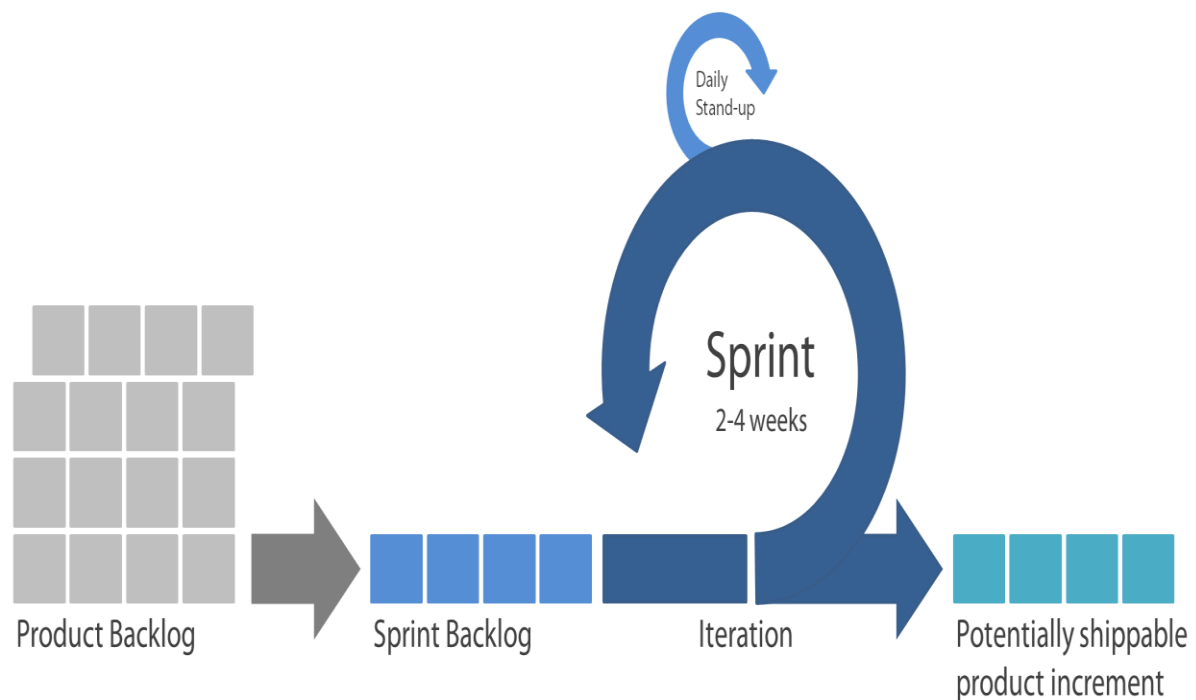 Daily
Stand-up
Sprint
2-4 weeks
Product Backlog
Sprint Backlog
Iteration
Potentially shippable
product increment